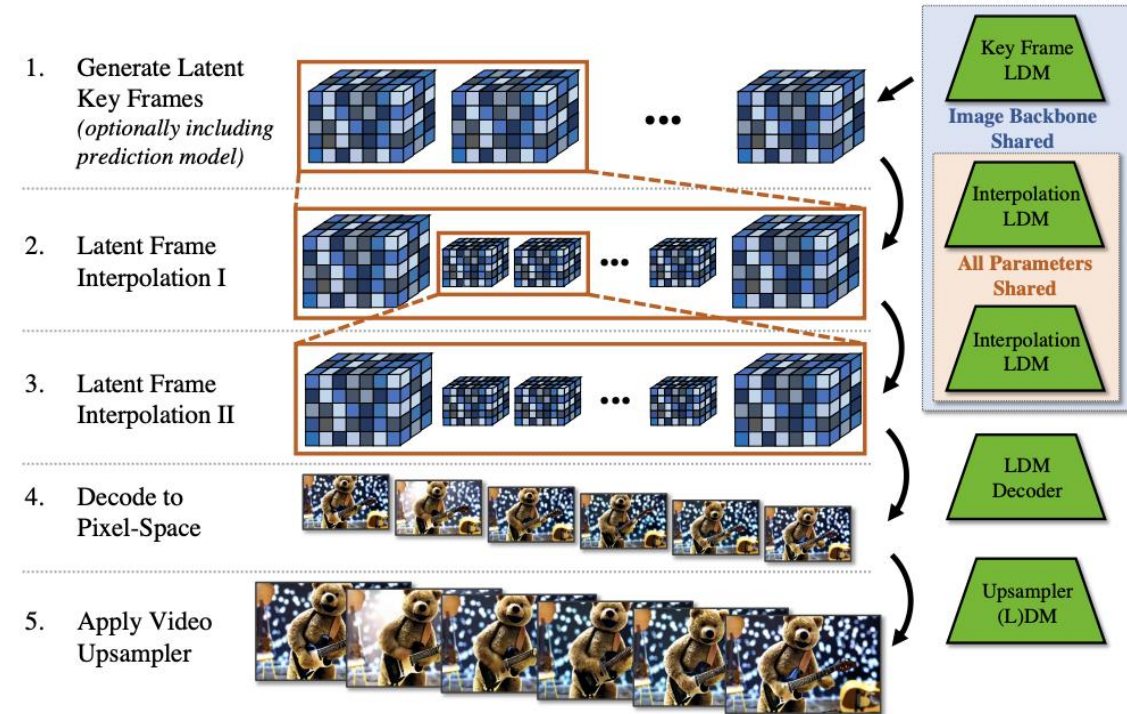 1. Generate Latent
Key Frames
(optionally including
prediction model)
Key Frame
LDM
Image Backbone
Shared
2. Latent Frame
Interpolation I
Interpolation
LDM
All Parameters
Shared
3. Latent Frame
Interpolation II
Interpolation
LDM
4. Decode to
Pixel-Space
LDM
Decoder
5. Apply Video
Upsampler
Upsampler
(L)DM